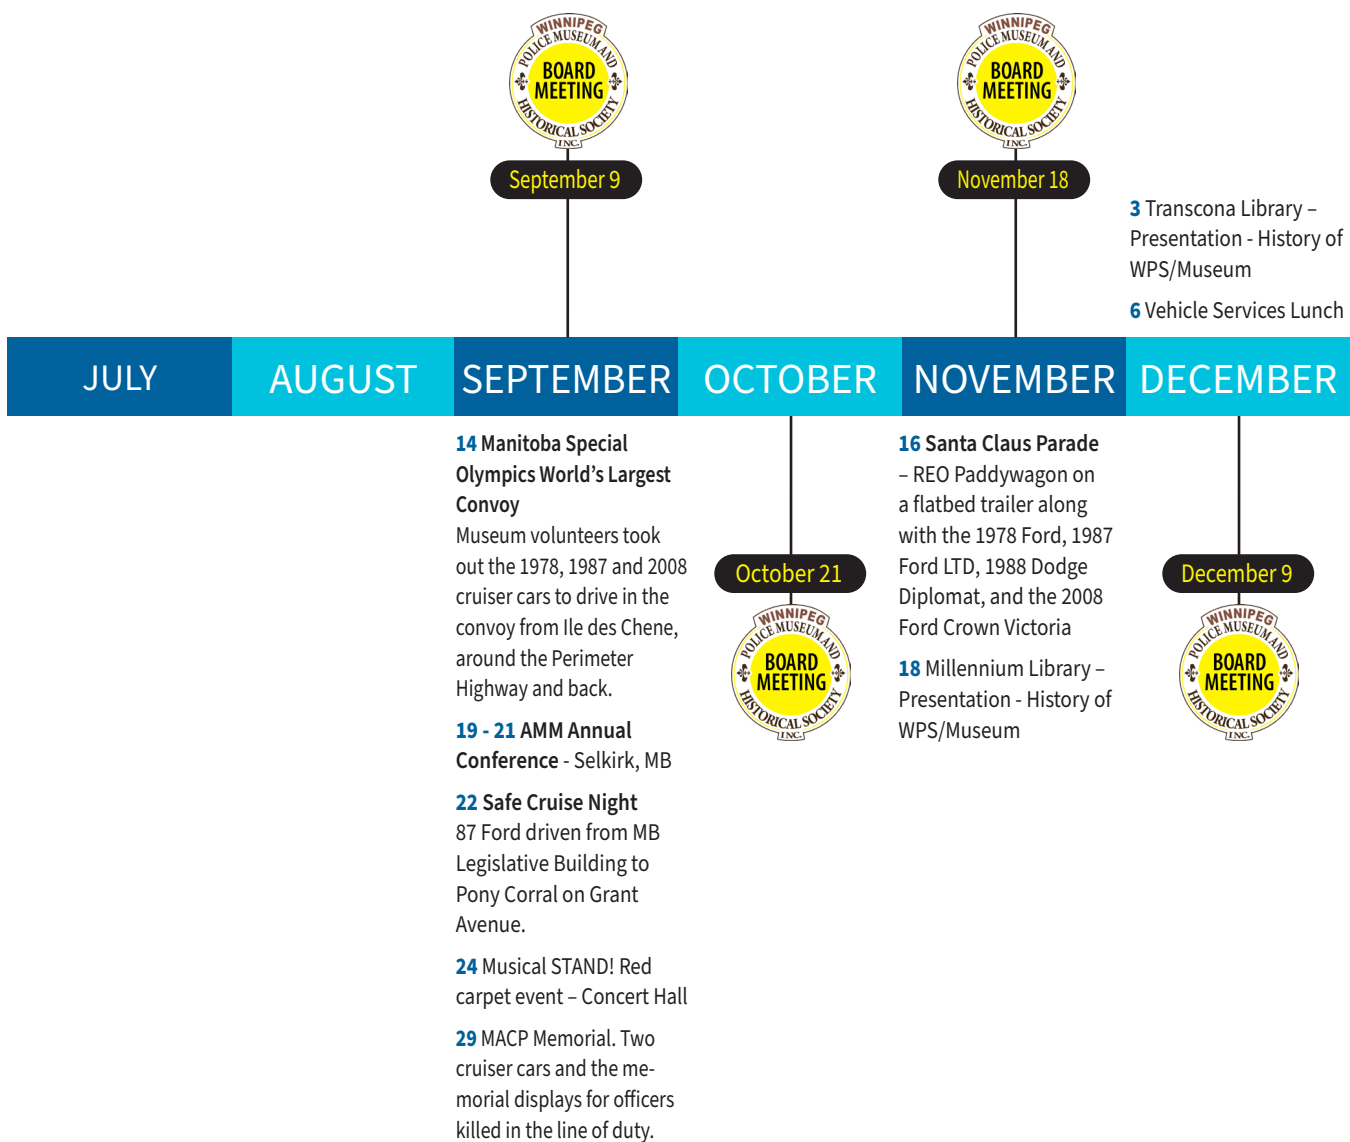 WINNIPEG
POLICE MUSEUM AND
BOARD
MEETING
HISTORICAL SOCIETY
INC.
September 9
WINNIPEG
POLICE MUSEUM AND
BOARD
MEETING
HISTORICAL SOCIETY
INC.
November 18
3 Transcona Library –
Presentation - History of
WPS/Museum
6 Vehicle Services Lunch
JULY
AUGUST
SEPTEMBER
OCTOBER
NOVEMBER
DECEMBER
14 Manitoba Special
Olympics World’s Largest
Convoy
Museum volunteers took
out the 1978, 1987 and 2008
cruiser cars to drive in the
convoy from Ile des Chene,
around the Perimeter
Highway and back.
19 - 21 AMM Annual
Conference - Selkirk, MB
22 Safe Cruise Night
87 Ford driven from MB
Legislative Building to
Pony Corral on Grant
Avenue.
24 Musical STAND! Red
carpet event – Concert Hall
29 MACP Memorial. Two
cruiser cars and the me-
morial displays for officers
killed in the line of duty.
October 21
WINNIPEG
POLICE MUSEUM AND
BOARD
MEETING
HISTORICAL SOCIETY
INC.
16 Santa Claus Parade
– REO Paddywagon on
a flatbed trailer along
with the 1978 Ford, 1987
Ford LTD, 1988 Dodge
Diplomat, and the 2008
Ford Crown Victoria
18 Millennium Library –
Presentation - History of
WPS/Museum
December 9
WINNIPEG
POLICE MUSEUM AND
BOARD
MEETING
HISTORICAL SOCIETY
INC.